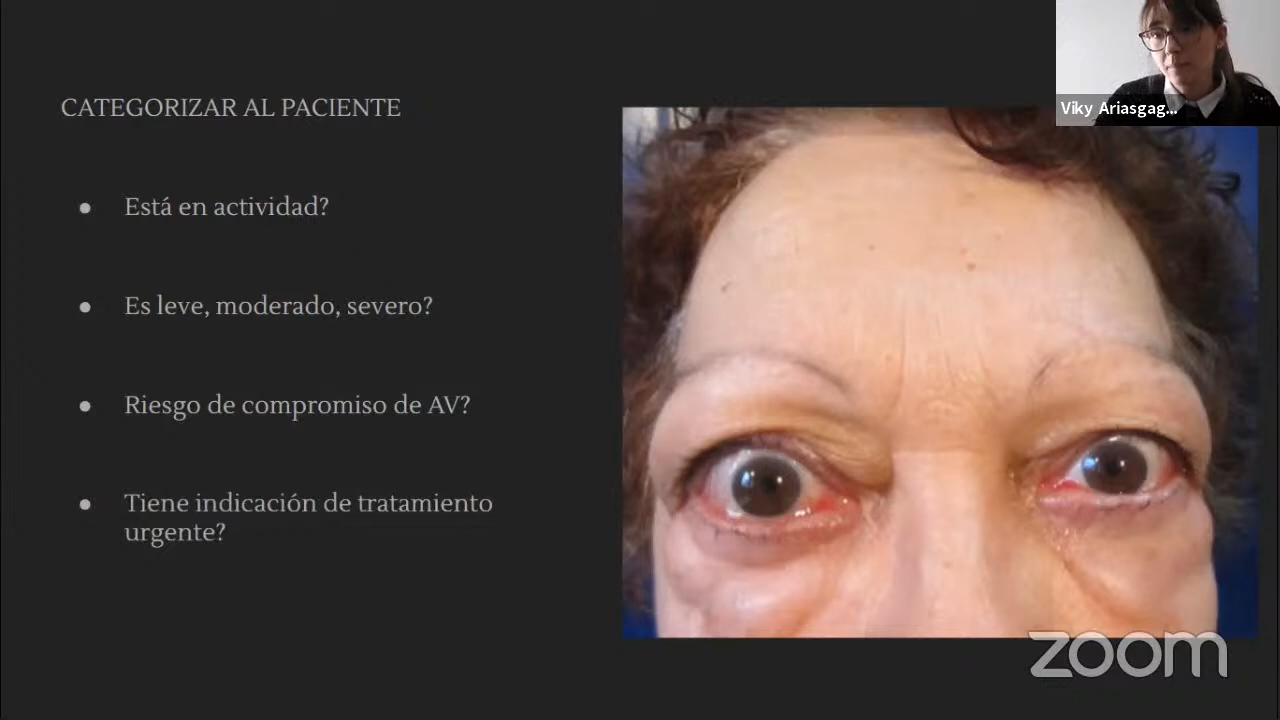 CATEGORIZAR AL PACIENTE
Está en actividad?
Es leve, moderado, severo?
Riesgo de compromiso de AV?
Tiene indicación de tratamiento
urgente?
Viky Ariasgag...
zoom